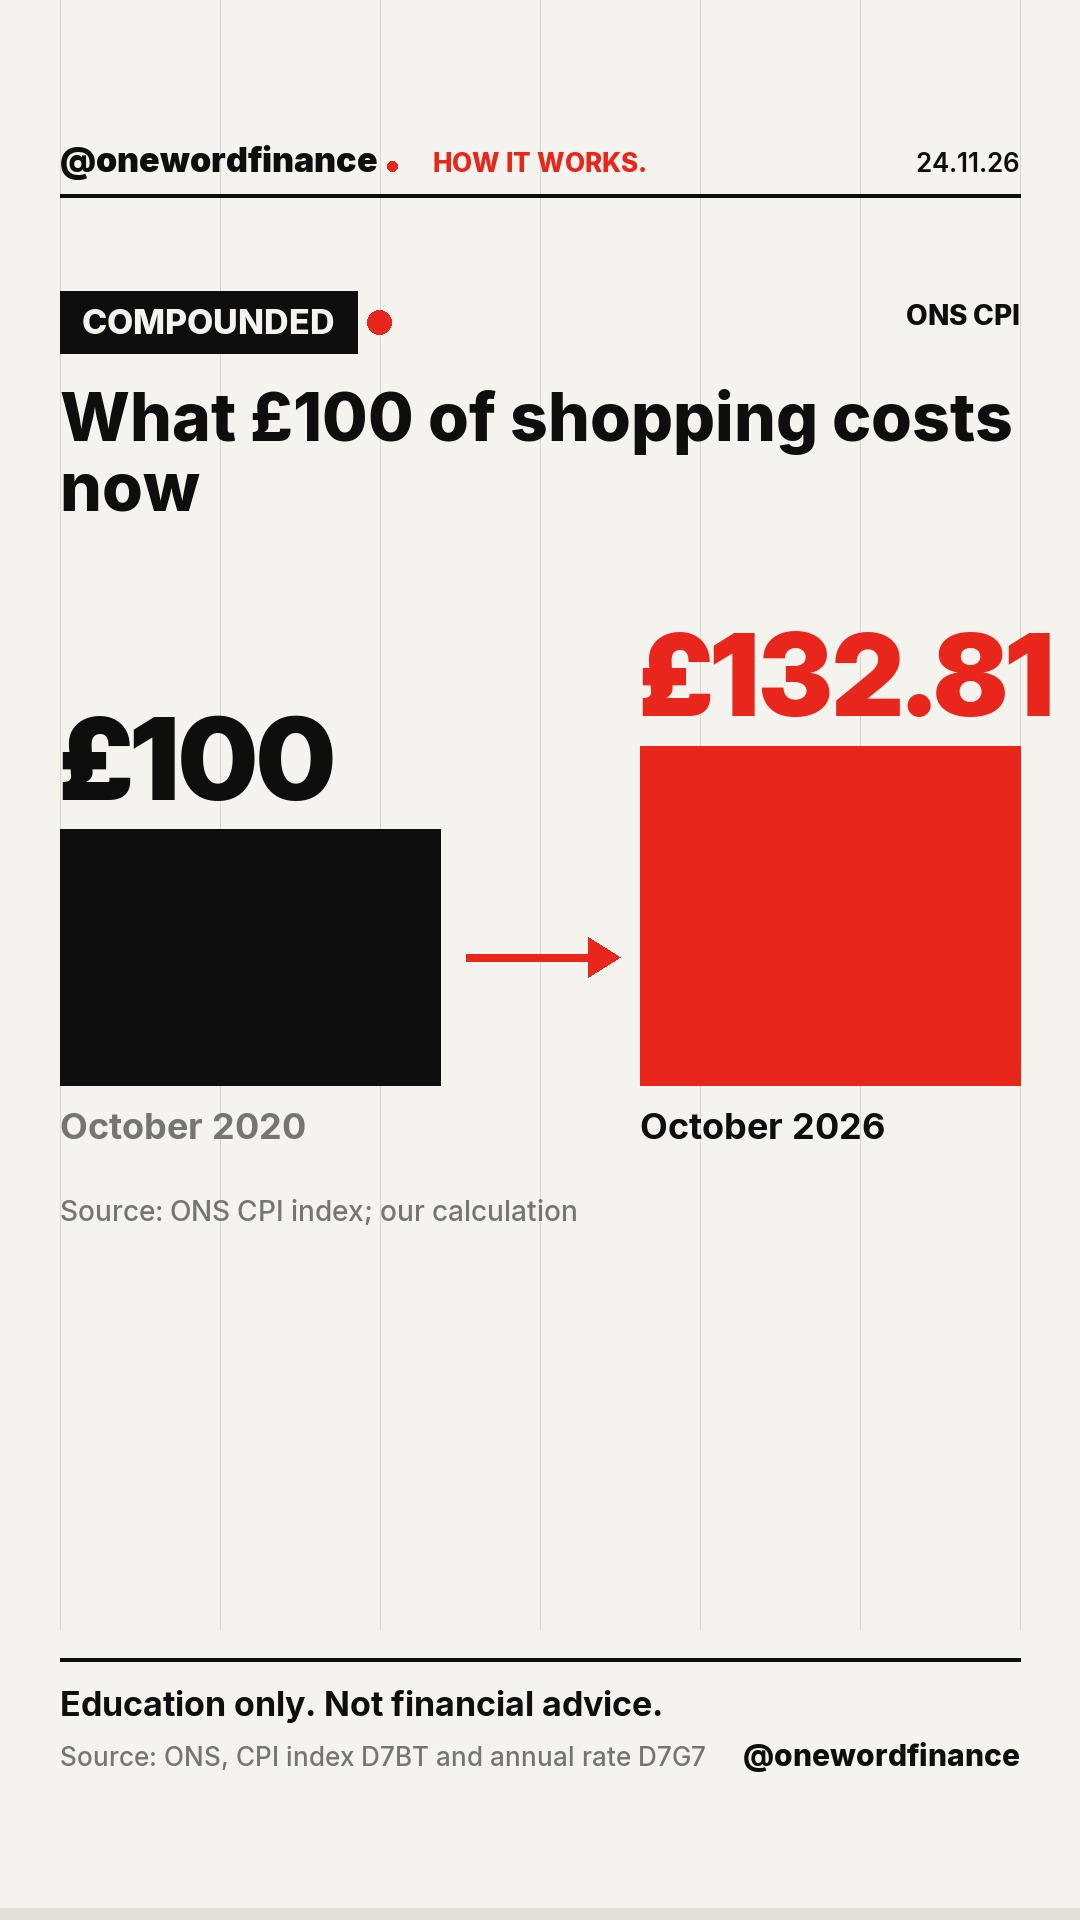 @onewordfinance
HOW IT WORKS.
24.11.26
COMPOUNDED
ONS CPI
What £100 of shopping costs
now
£132.81
£100
October 2020
October 2026
Source: ONS CPI index; our calculation
Education only. Not financial advice.
Source: ONS, CPI index D7BT and annual rate D7G7
@onewordfinance